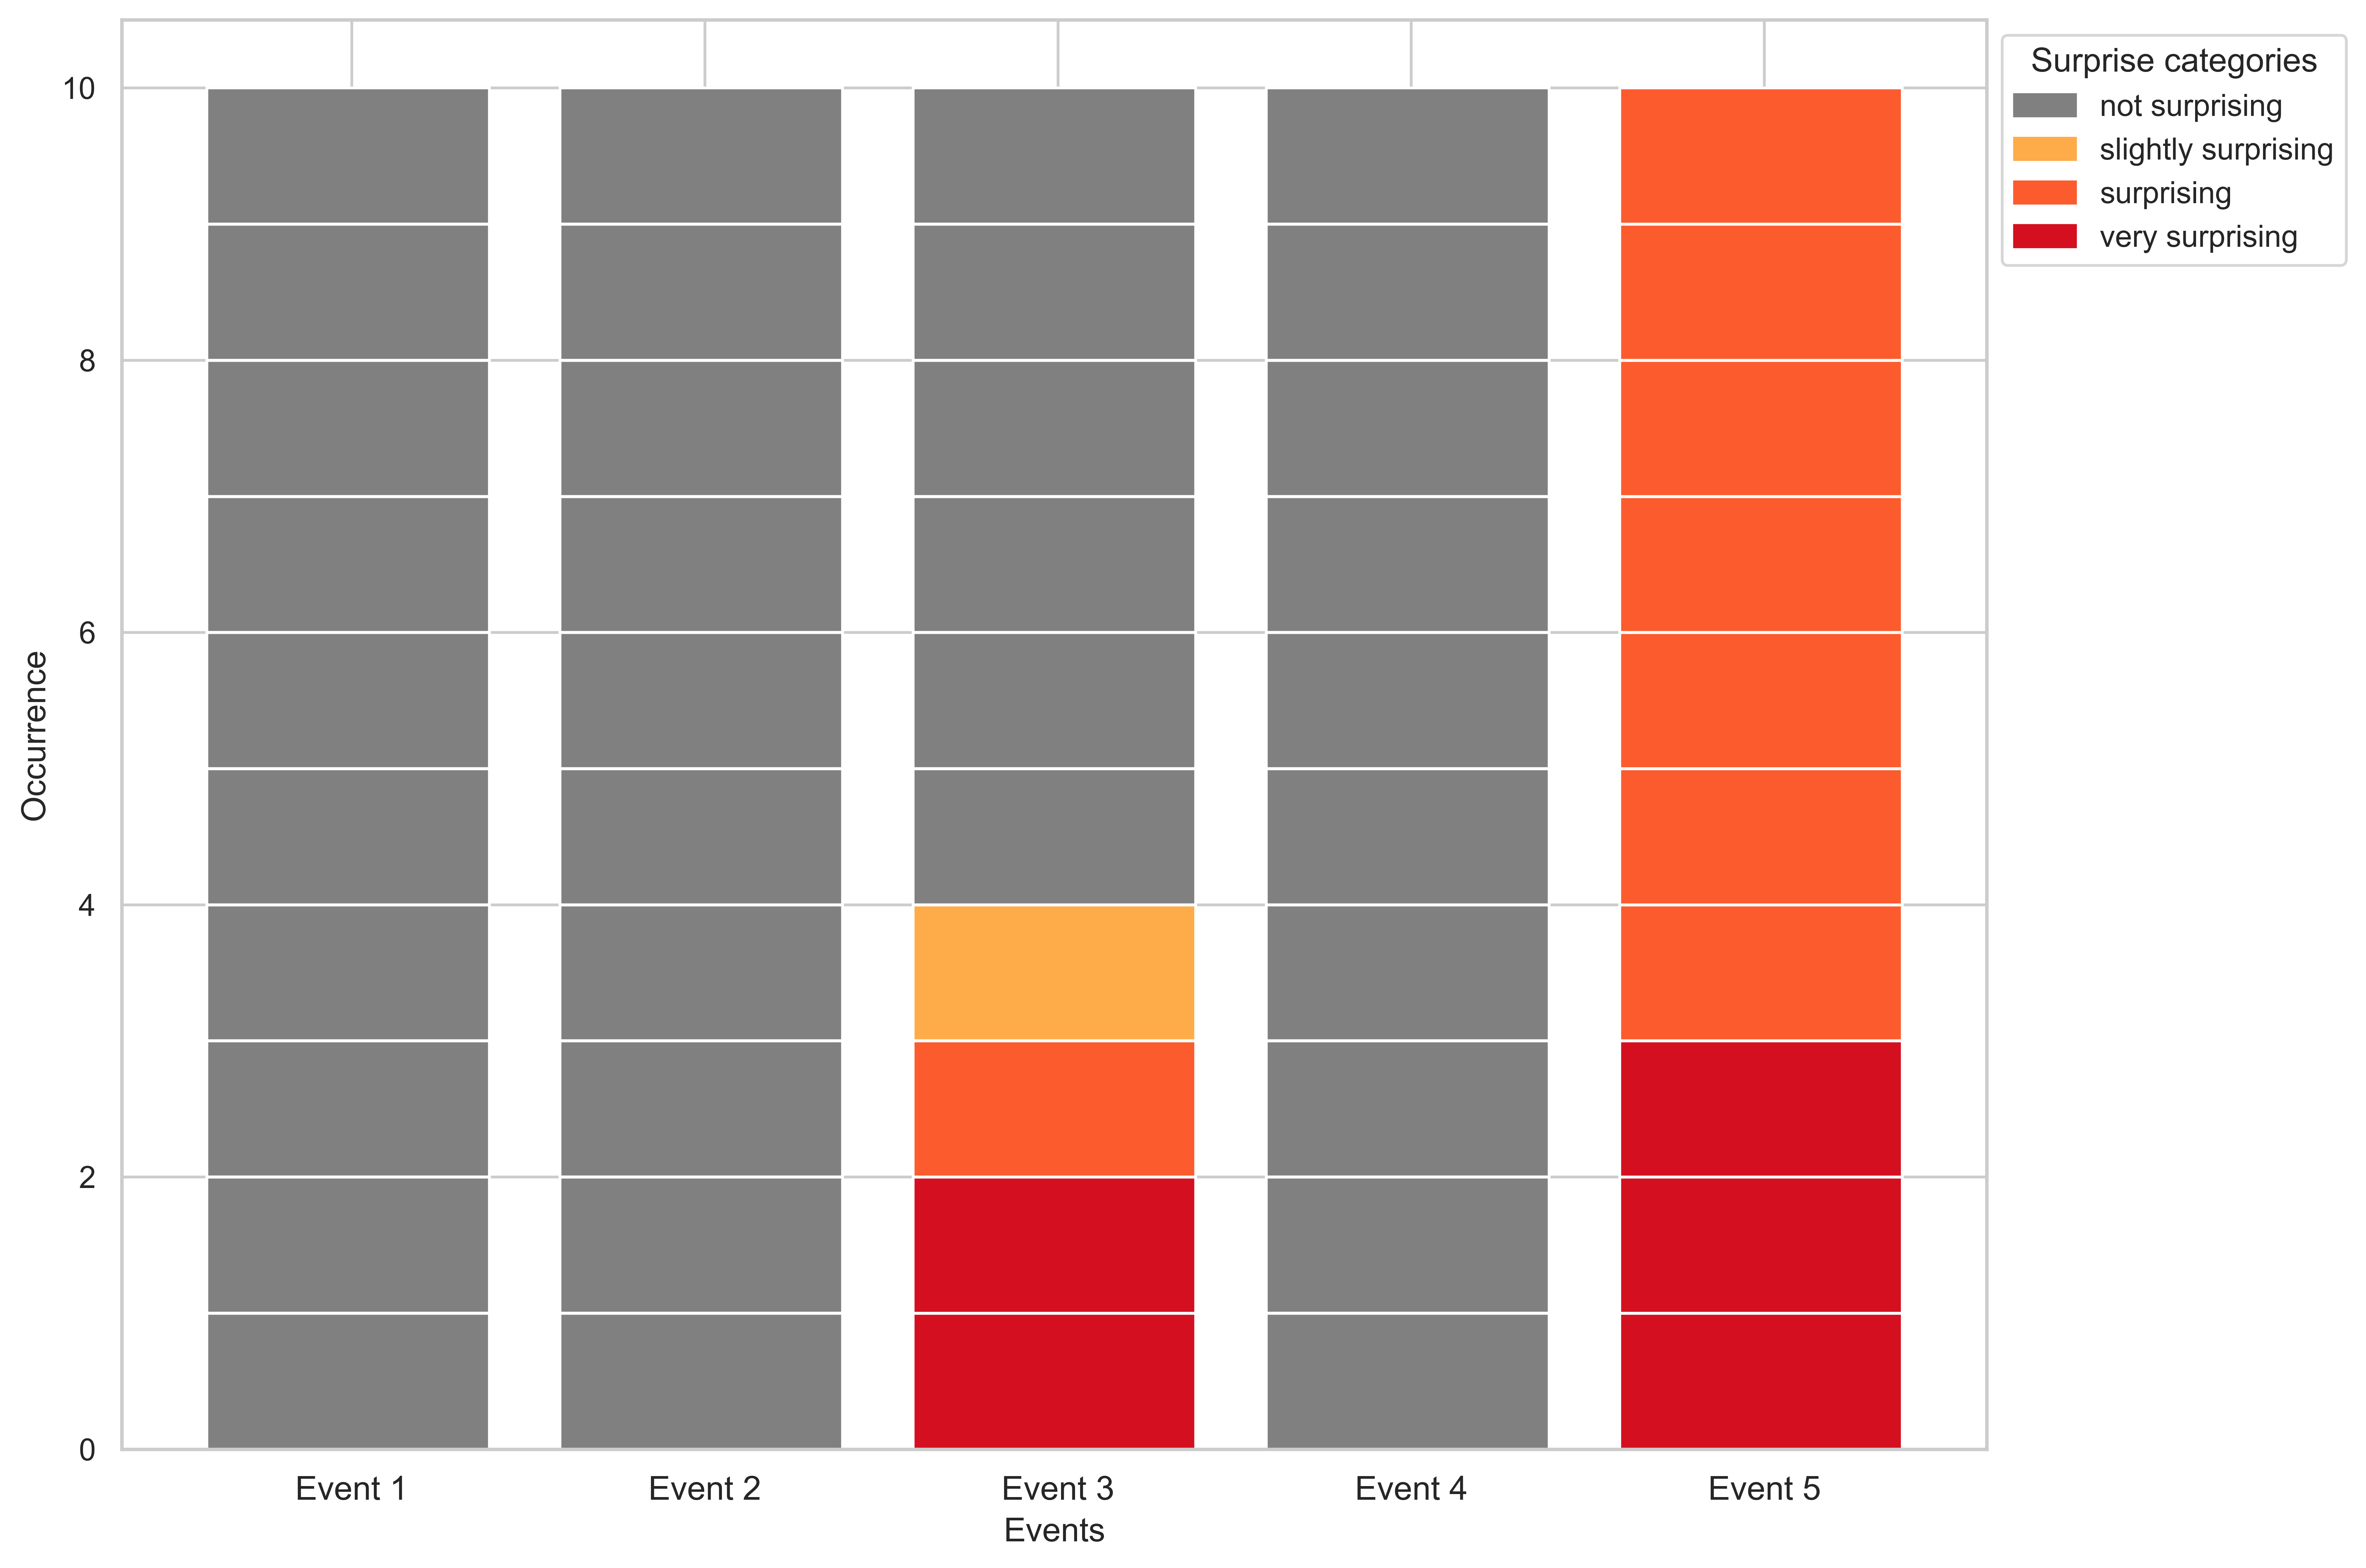 Surprise categories
not surprising
slightly surprising
surprising
very surprising
Occurrence
10
8
6
4
2
0
Event 1
Event 2
Event 3
Event 4
Event 5
Events